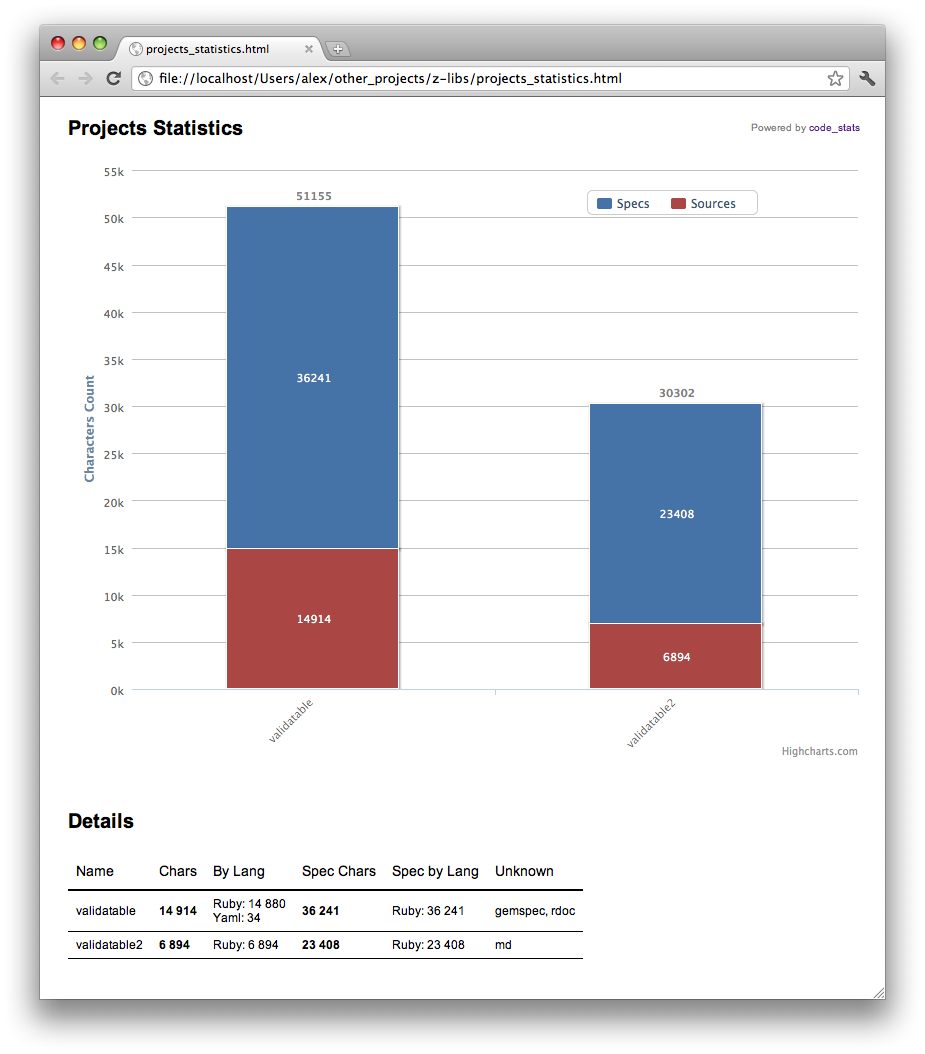 projects_statistics.html
file://localhost/Users/alex/other_projects/z-libs/projects_statistics.html
Projects Statistics
Powered by code_stats
55k
51155
Specs Sources
50k
45k
40k
36241
35k
30302
Characters Count
30k
25k
23408
20k
15k
14914
10k
6894
5k
0k
validatable
validatable2
Highcharts.com
Details
Name Chars By Lang Spec Chars Spec by Lang Unknown
validatable 14 914 Ruby: 14 880 36 241 Ruby: 36 241 gemspec, rdoc
Yaml: 34
validatable2 6 894 Ruby: 6 894 23 408 Ruby: 23 408 md